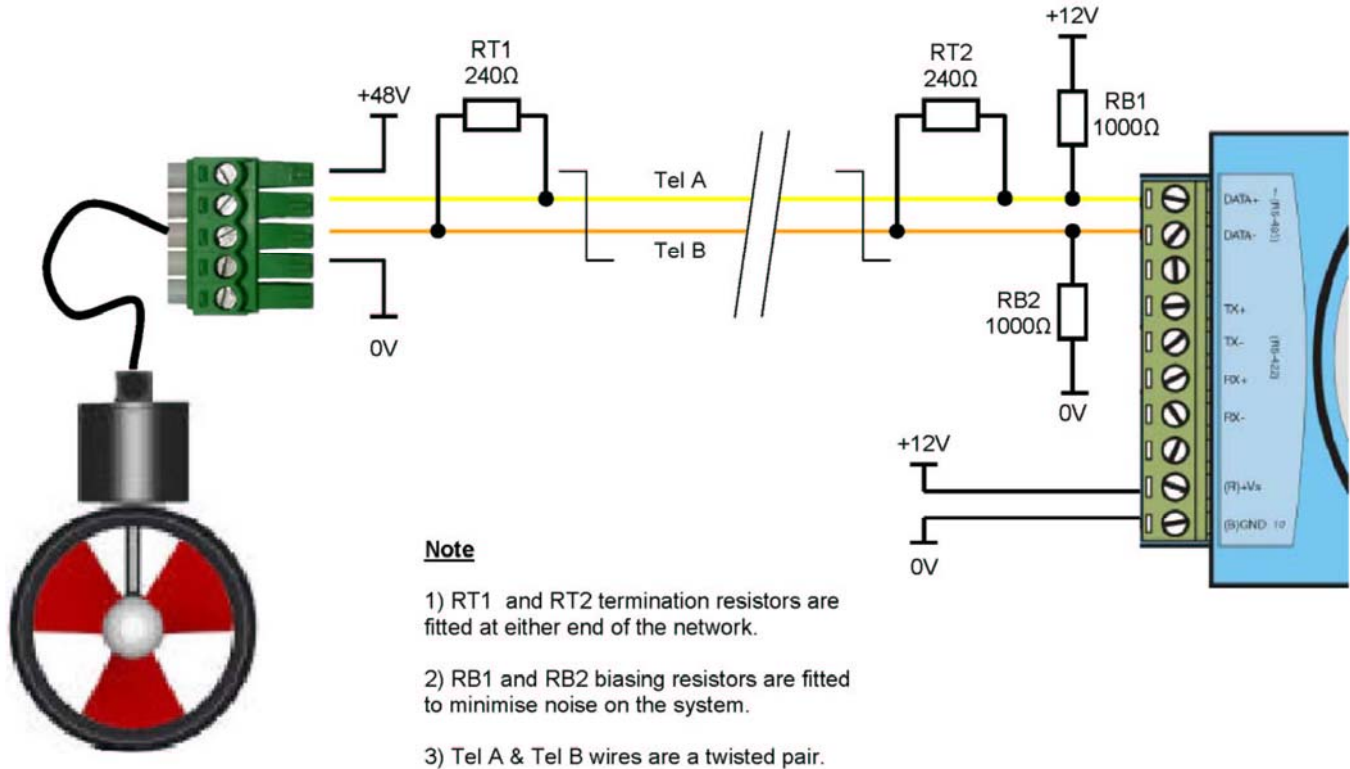 +12V
RT1
240Ω
RT2
240Ω
+48V
RB1
1000Ω
Tel A
Tel B
DATA+
DATA-
RB2
1000Ω
TX+
TX-
(RS-422)
RX+
RX-
0V
0V
+12V
(R)+Vs
(B)GND 10
0V
Note
1) RT1 and RT2 termination resistors are
fitted at either end of the network.
2) RB1 and RB2 biasing resistors are fitted
to minimise noise on the system.
3) Tel A & Tel B wires are a twisted pair.